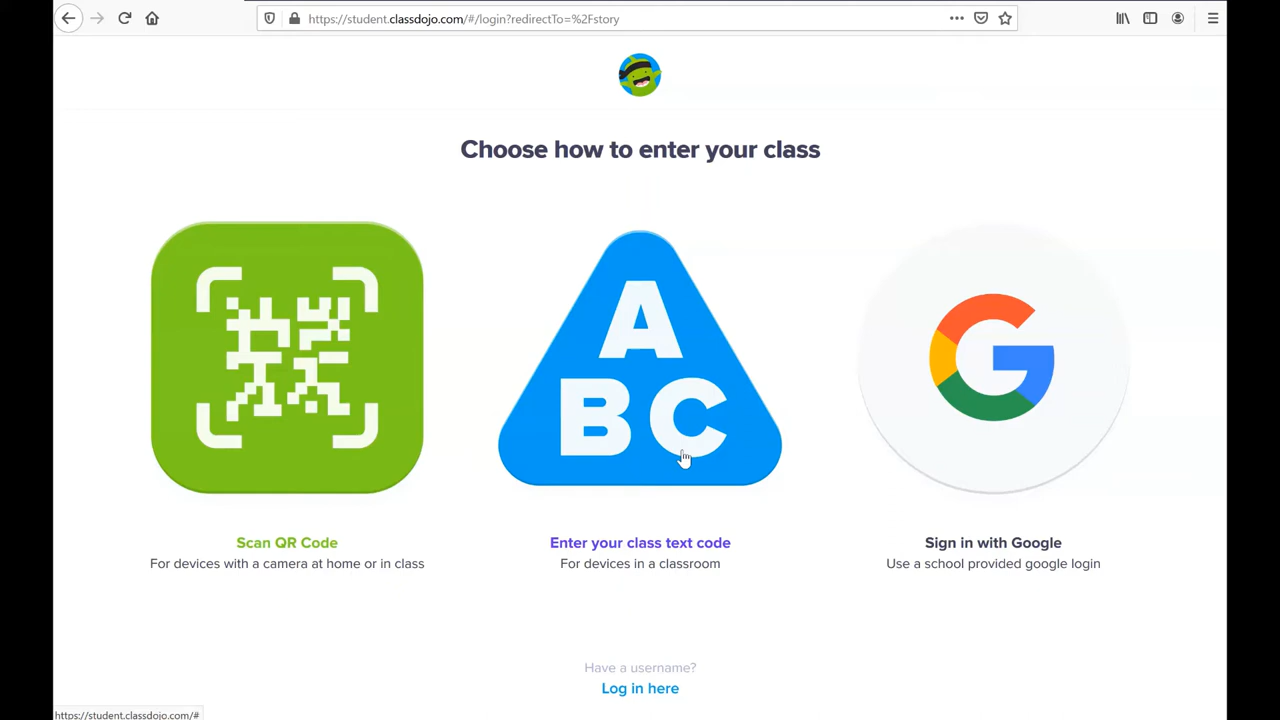 https://student.classdojo.com/#/login?redirectTo=%2Fstory
Choose how to enter your class
A
BC
G
Scan QR Code
For devices with a camera at home or in class
Enter your class text code
For devices in a classroom
Sign in with Google
Use a school provided google login
Have a username?
Log in here
https://student.classdojo.com/#